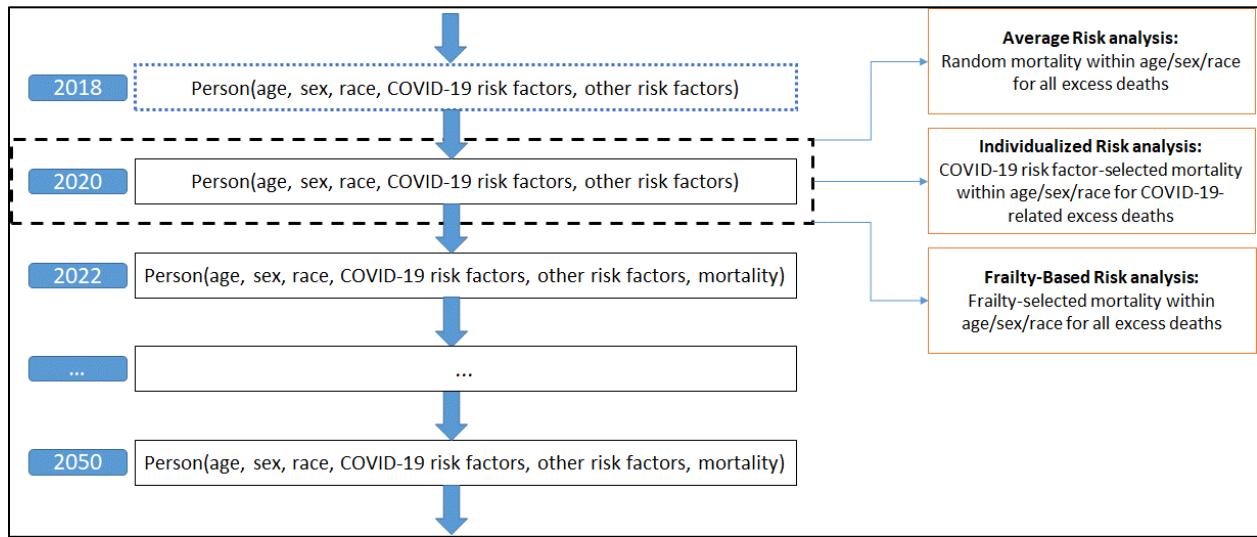 2018
Person(age, sex, race, COVID-19 risk factors, other risk factors)
2020
Person(age, sex, race, COVID-19 risk factors, other risk factors)
2022
Person(age, sex, race, COVID-19 risk factors, other risk factors, mortality)
...
...
2050
Person(age, sex, race, COVID-19 risk factors, other risk factors, mortality)
Average Risk analysis:
Random mortality within age/sex/race
for all excess deaths
Individualized Risk analysis:
COVID-19 risk factor-selected mortality
within age/sex/race for COVID-19-
related excess deaths
Frailty-Based Risk analysis:
Frailty-selected mortality within
age/sex/race for all excess deaths